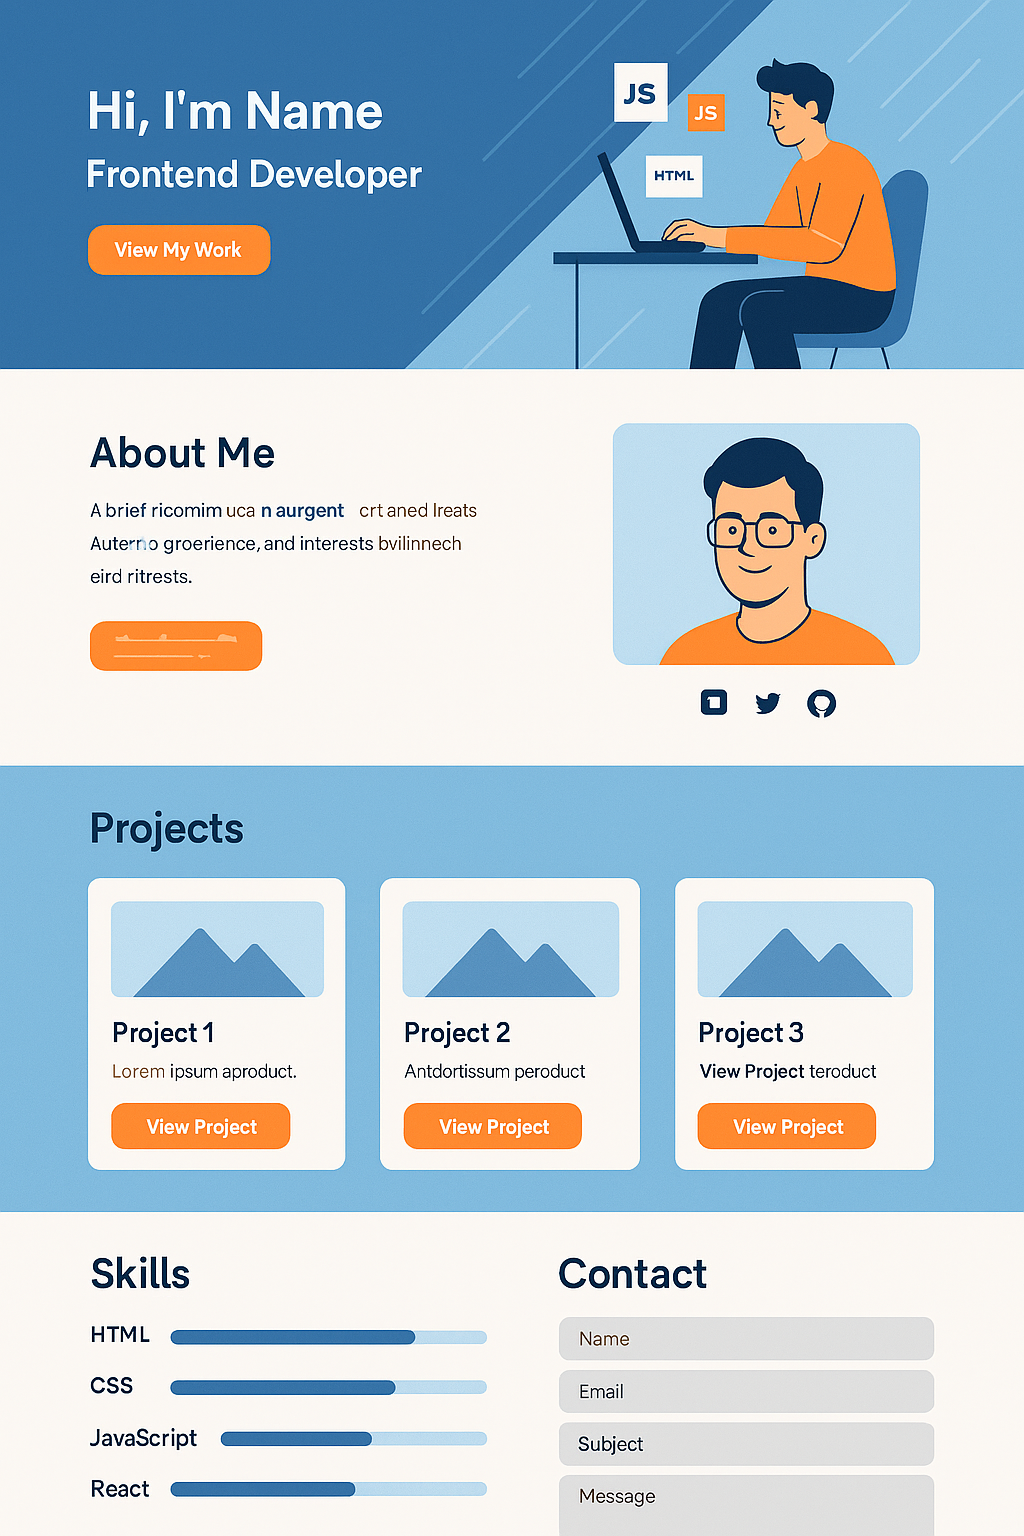 Hi, I'm Name
Frontend Developer
View My Work
JS
JS
HTML
About Me
A brief ricomim uca n aurgent crt aned lreats
groerience, and interests bvilinnech
eird ritrests.
Projects
Project 1
Lorem ipsum aproduct.
View Project
Project 2
Antdortissum peroduct
View Project
Project 3
View Project teroduct
View Project
Skills
HTML
CSS
JavaScript
React
Contact
Name
Email
Subject
Message